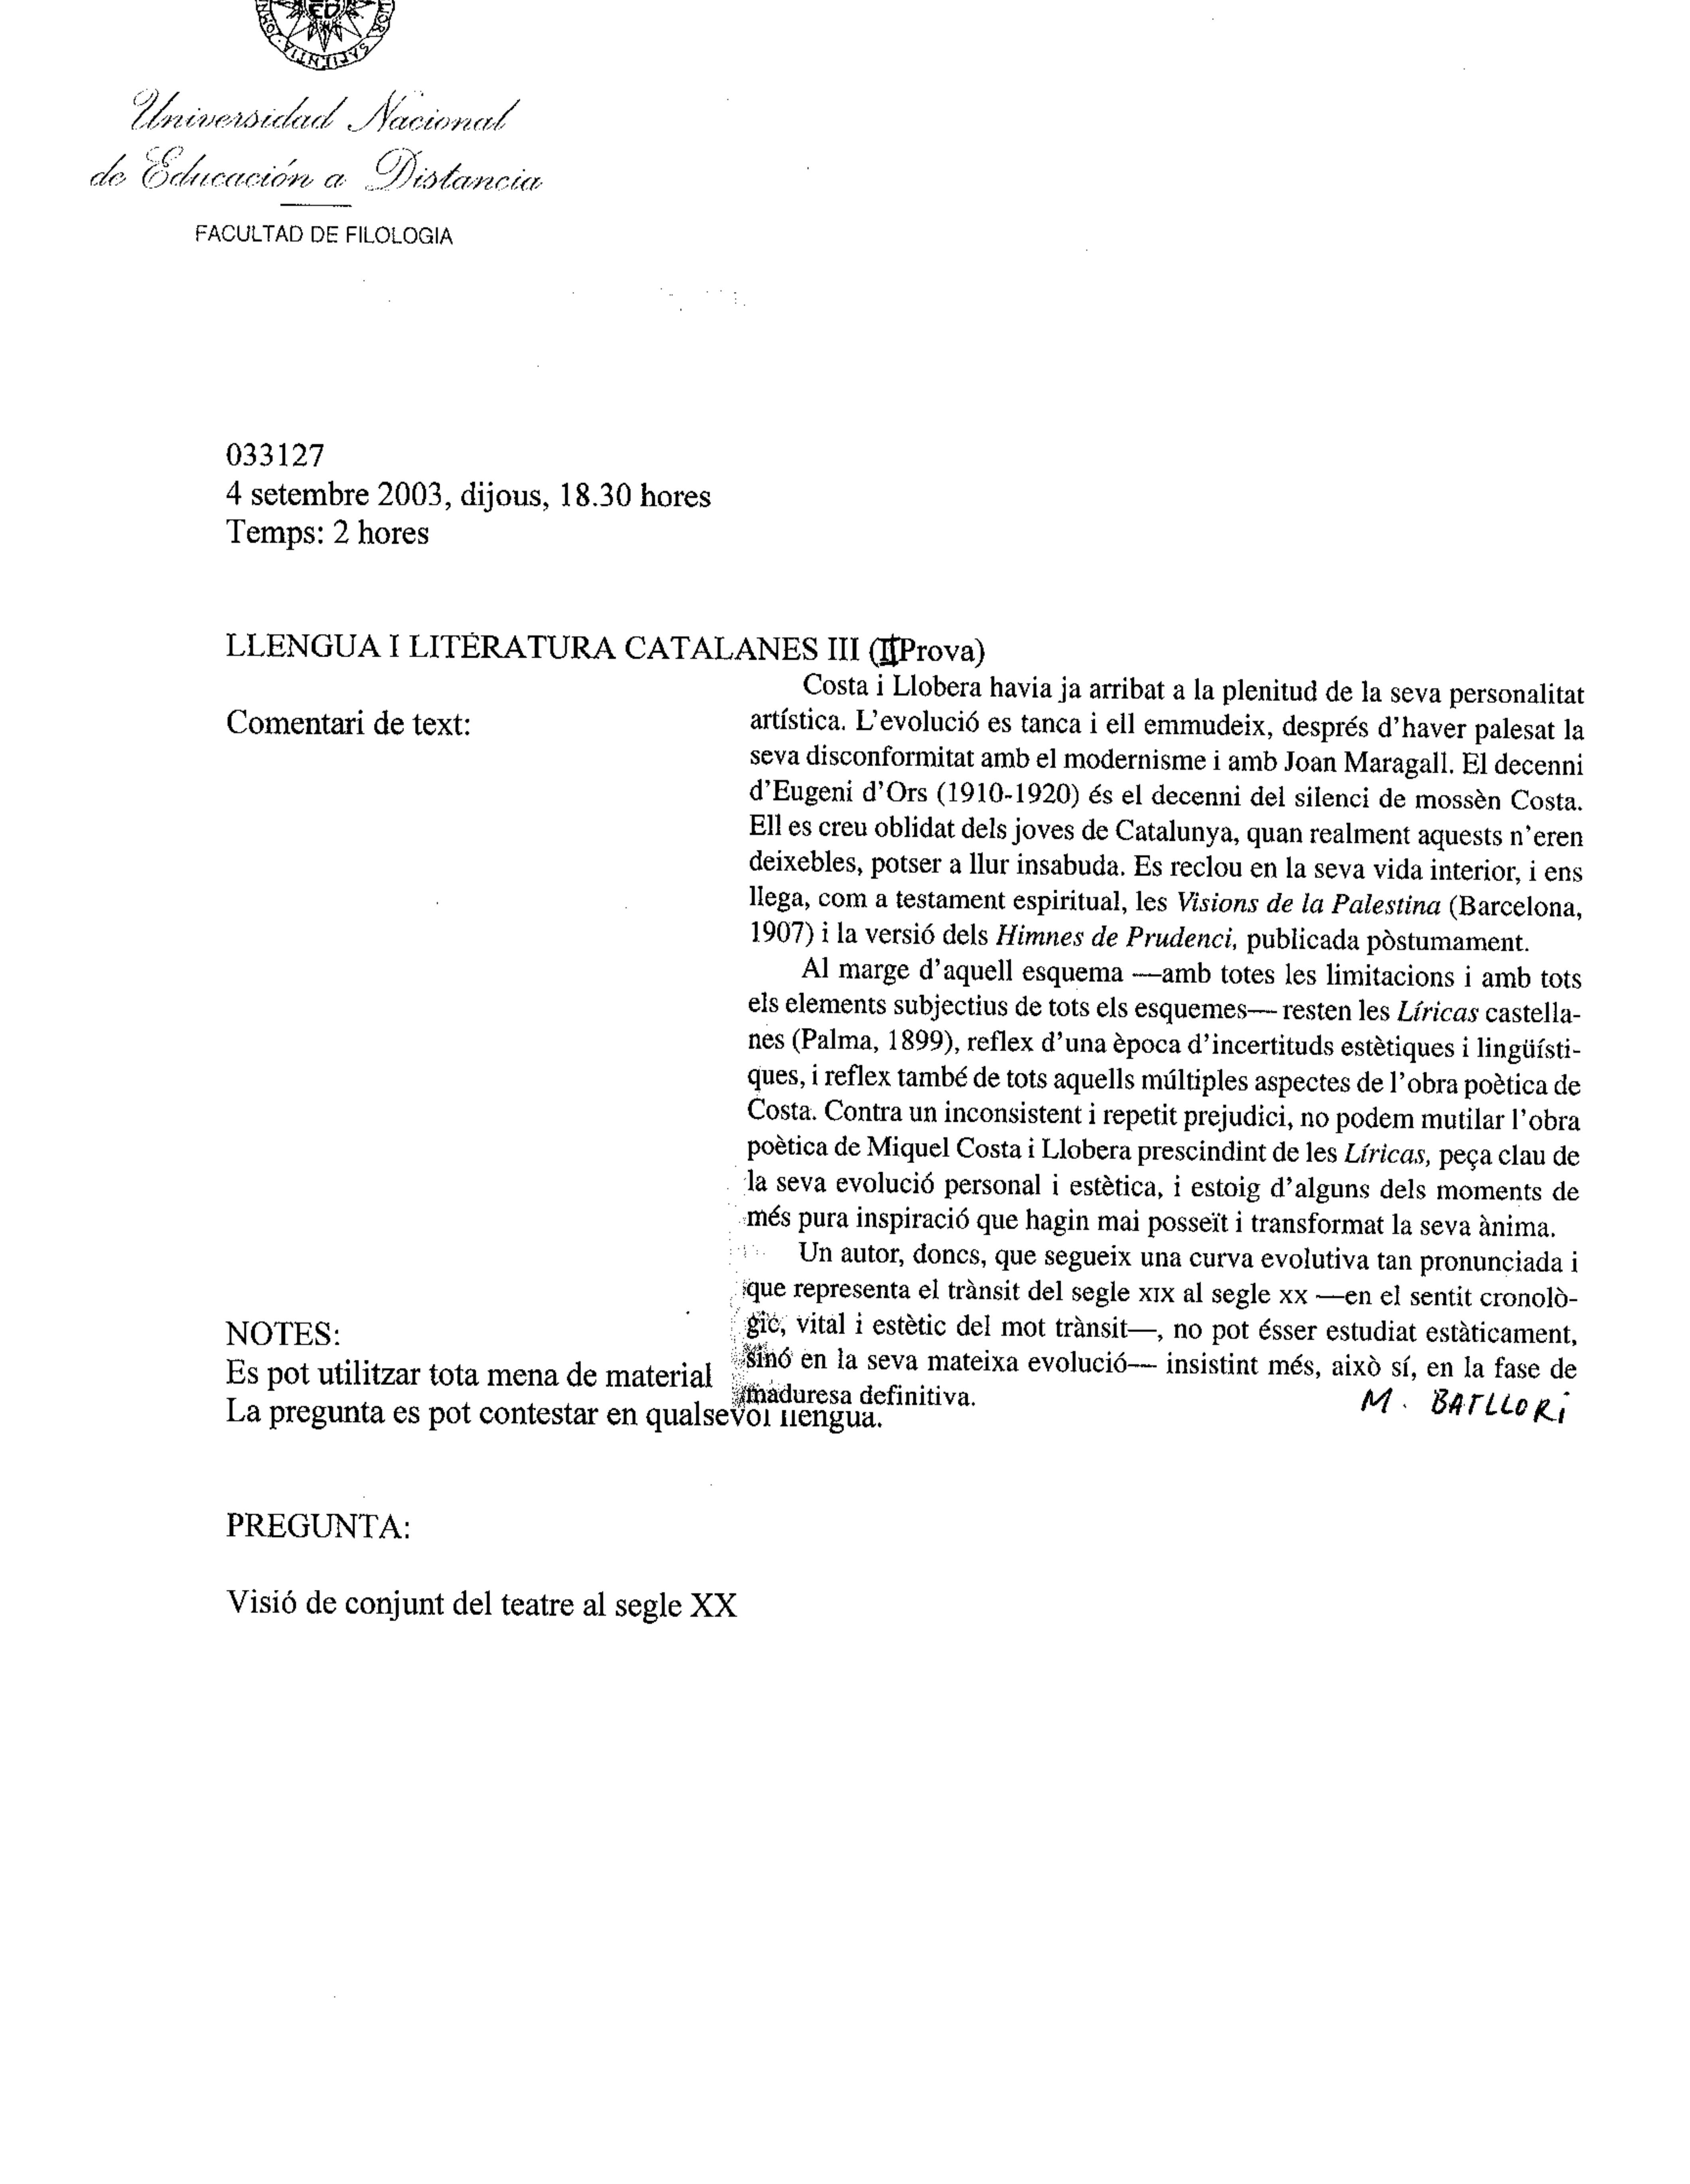 SAPIENTIA
Universidad Nacional
de Educación a Distancia
FACULTAD DE FILOLOGIA
033127
4 setembre 2003, dijous, 18.30 hores
Temps: 2 hores
LLENGUA I LITERATURA CATALANES III (II Prova)
Comentari de text:
Costa i Llobera havia ja arribat a la plenitud de la seva personalitat
artística. L'evolució es tanca i ell emmudeix, després d'haver palesat la
seva disconformitat amb el modernisme i amb Joan Maragall. El decenni
d'Eugeni d'Ors (1910-1920) és el decenni del silenci de mossèn Costa.
Ell es creu oblidat dels joves de Catalunya, quan realment aquests n'eren
deixebles, potser a llur insabuda. Es reclou en la seva vida interior, i ens
llega, com a testament espiritual, les Visions de la Palestina (Barcelona,
1907) i la versió dels Himnes de Prudenci, publicada pòstumament.
Al marge d'aquell esquema —amb totes les limitacions i amb tots
els elements subjectius de tots els esquemes— resten les Líricas castella-
nes (Palma, 1899), reflex d'una època d'incertituds estètiques i lingüísti-
ques, i reflex també de tots aquells múltiples aspectes de l'obra poètica de
Costa. Contra un inconsistent i repetit prejudici, no podem mutilar l'obra
poètica de Miquel Costa i Llobera prescindint de les Líricas, peça clau de
la seva evolució personal i estètica, i estoig d'alguns dels moments de
més pura inspiració que hagin mai posseït i transformat la seva ànima.
Un autor, doncs, que segueix una curva evolutiva tan pronunciada i
que representa el trànsit del segle XIX al segle XX —en el sentit cronolò-
gic, vital i estètic del mot trànsit—, no pot ésser estudiat estàticament,
sinó en la seva mateixa evolució— insistint més, això sí, en la fase de
maduresa definitiva.
M. BATLLORi
NOTES:
Es pot utilitzar tota mena de material
La pregunta es pot contestar en qualsevol llengua.
PREGUNTA:
Visió de conjunt del teatre al segle XX